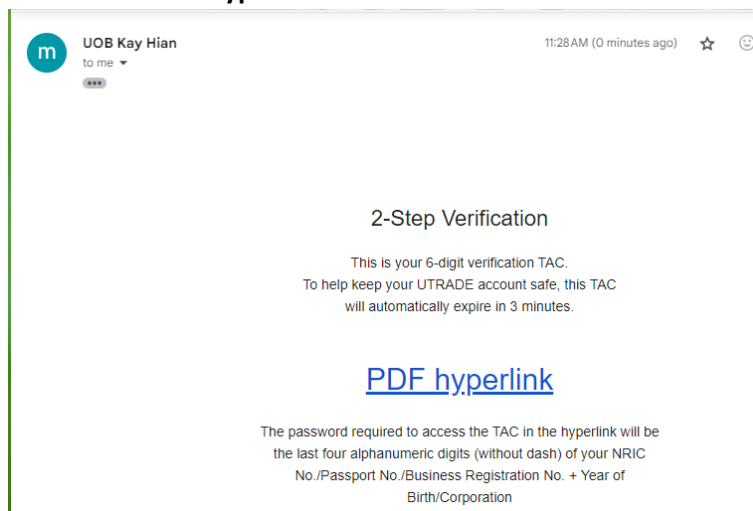 m
UOB Kay Hian
11:28 AM (0 minutes ago)
to me
2-Step Verification
This is your 6-digit verification TAC.
To help keep your UTRADE account safe, this TAC
will automatically expire in 3 minutes.
PDF hyperlink
The password required to access the TAC in the hyperlink will be
the last four alphanumeric digits (without dash) of your NRIC
No./Passport No./Business Registration No. + Year of
Birth/Corporation